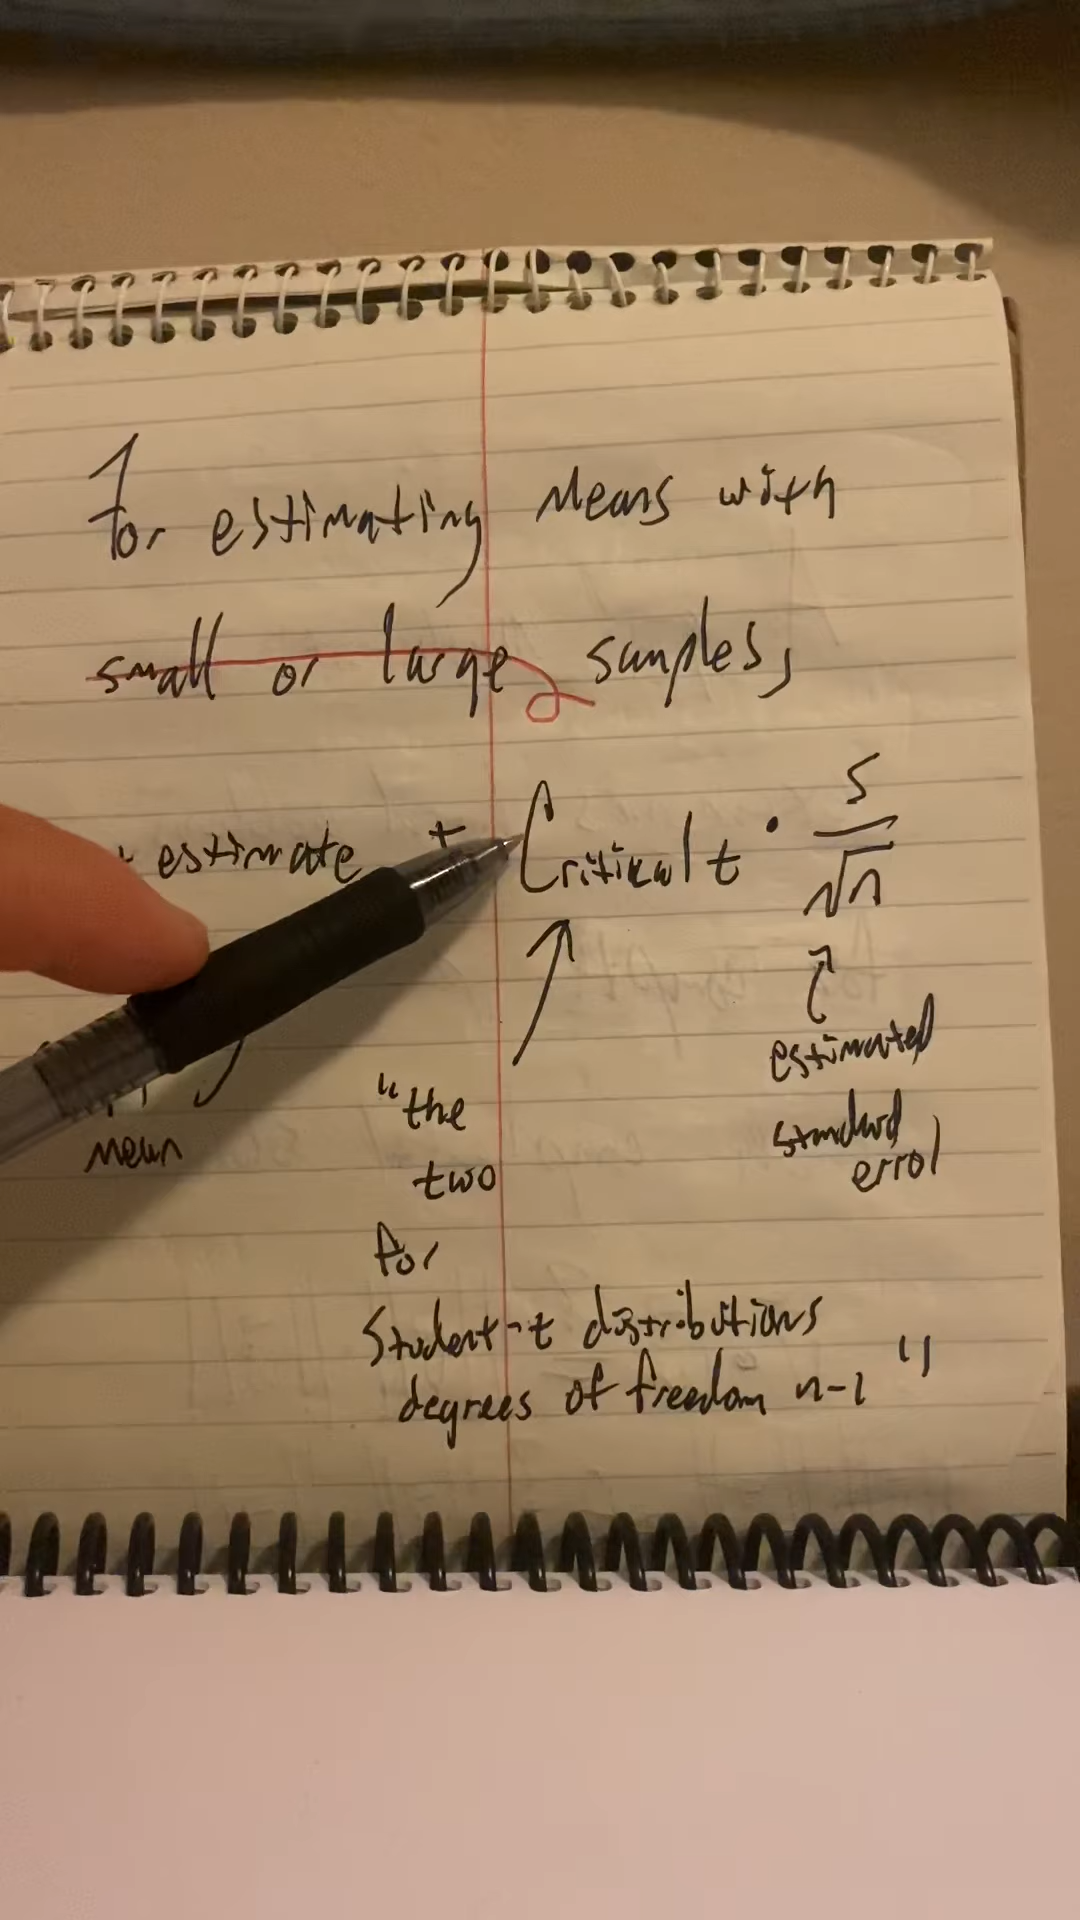 For estimating means with
small or large samples,
estimate ± Critical t · s/√n
estimated
standard
error
mean
"the
two
for
Student-t distributions
degrees of freedom n-1"